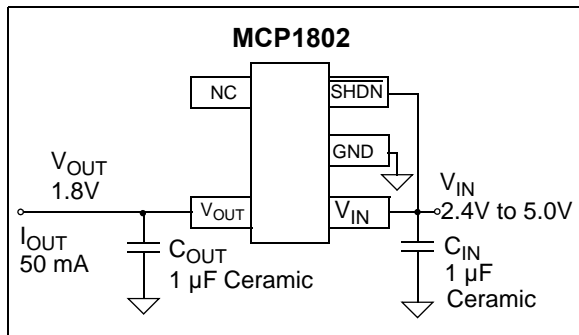 MCP1802
NC
SHDN
GND
VOUT
VIN
VOUT
1.8V
IOUT
50 mA
COUT
1 µF Ceramic
VIN
2.4V to 5.0V
CIN
1 µF
Ceramic